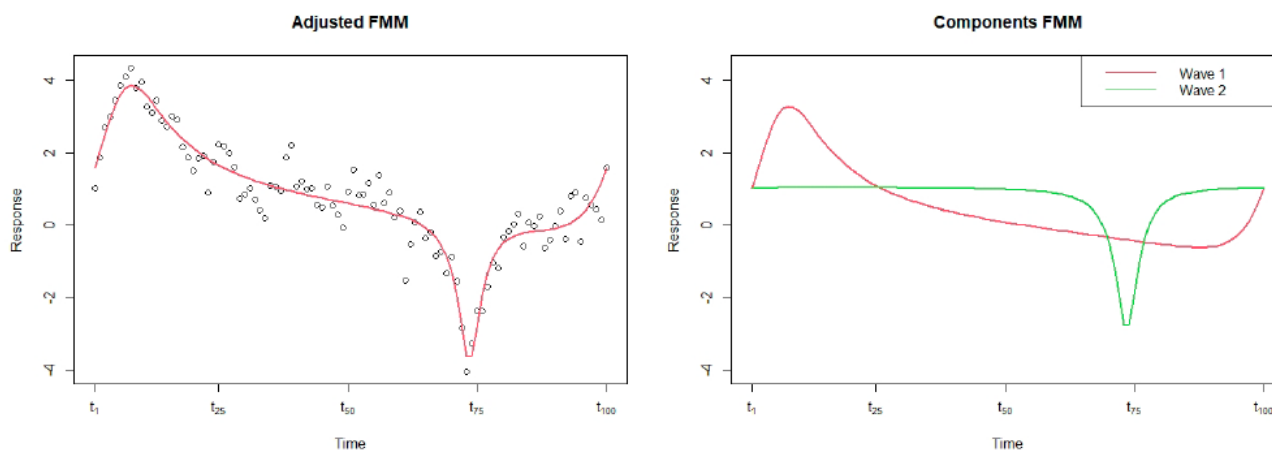 Adjusted FMM
Response
4
2
0
-2
-4
t₁ t₂₅ t₅₀ t₇₅ t₁₀₀
Time
Components FMM
Wave 1
Wave 2
Response
4
2
0
-2
-4
t₁ t₂₅ t₅₀ t₇₅ t₁₀₀
Time